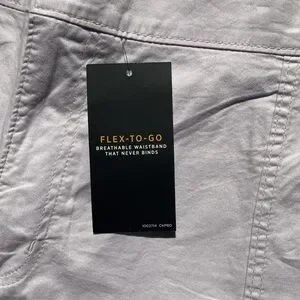 FLEX-TO-GO
BREATHABLE WAISTBAND
THAT NEVER BINDS